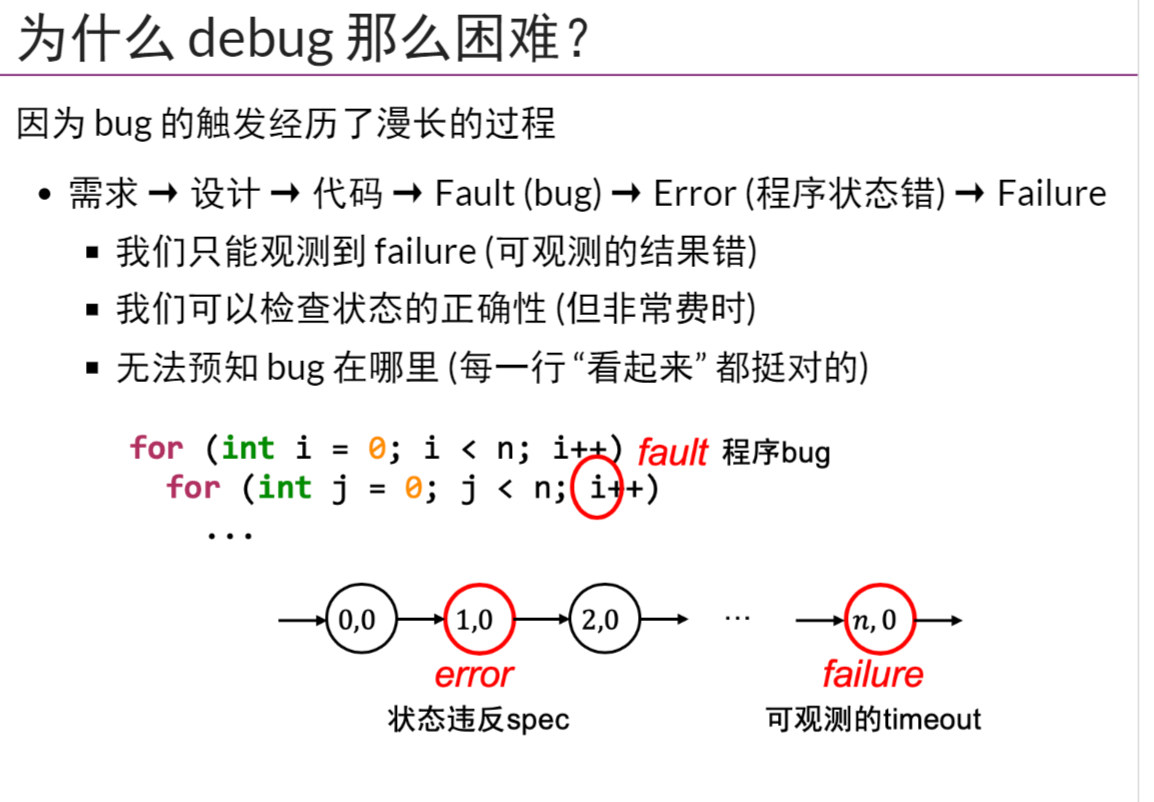 为什么 debug 那么困难？
因为 bug 的触发经历了漫长的过程
• 需求 → 设计 → 代码 → Fault (bug) → Error (程序状态错) → Failure
▪ 我们只能观测到 failure (可观测的结果错)
▪ 我们可以检查状态的正确性 (但非常费时)
▪ 无法预知 bug 在哪里 (每一行 “看起来” 都挺对的)
for (int i = 0; i < n; i++) fault 程序bug
for (int j = 0; j < n; i++)
...
0,0 1,0 2,0 ... n, 0
error failure
状态违反spec 可观测的timeout